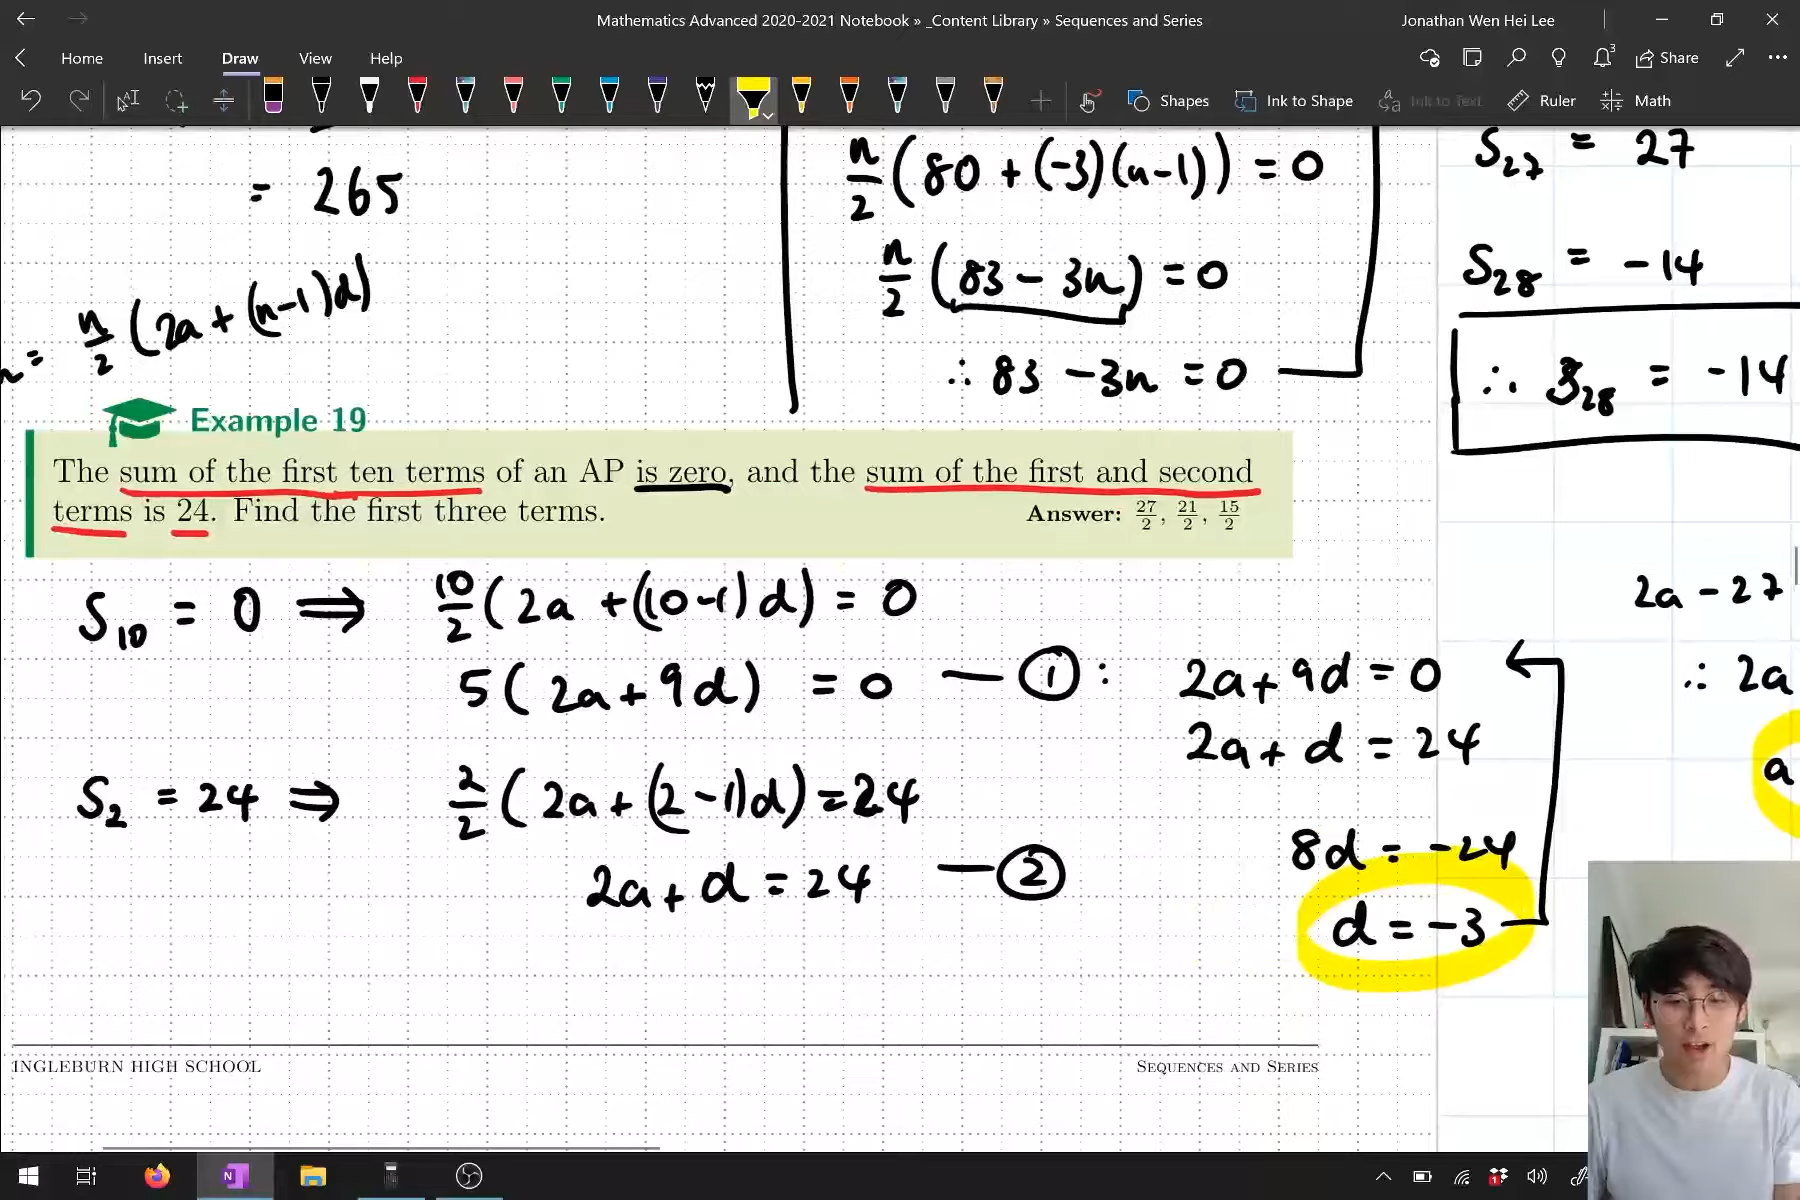 Mathematics Advanced 2020-2021 Notebook » _Content Library » Sequences and Series
Jonathan Wen Hei Lee
Home Insert Draw View Help
3
Share
Shapes
Ink to Shape
Ink to Text
Ruler
Math
= 265
n/2 (80 + (-3)(n-1)) = 0
n/2 (83 - 3n) = 0
∴ 83 - 3n = 0
S27 = 27
S28 = -14
∴ S28 = -14
= n/2 (2a + (n-1)d)
Example 19
The sum of the first ten terms of an AP is zero, and the sum of the first and second
terms is 24. Find the first three terms.
Answer: 27/2, 21/2, 15/2
S10 = 0 ⟹ 10/2 (2a + (10-1)d) = 0
5(2a + 9d) = 0 — ① :
S2 = 24 ⟹ 2/2 (2a + (2-1)d) = 24
2a + d = 24 — ②
2a + 9d = 0
2a + d = 24
8d = -24
d = -3
2a - 27
∴ 2a
a
INGLEBURN HIGH SCHOOL
SEQUENCES AND SERIES